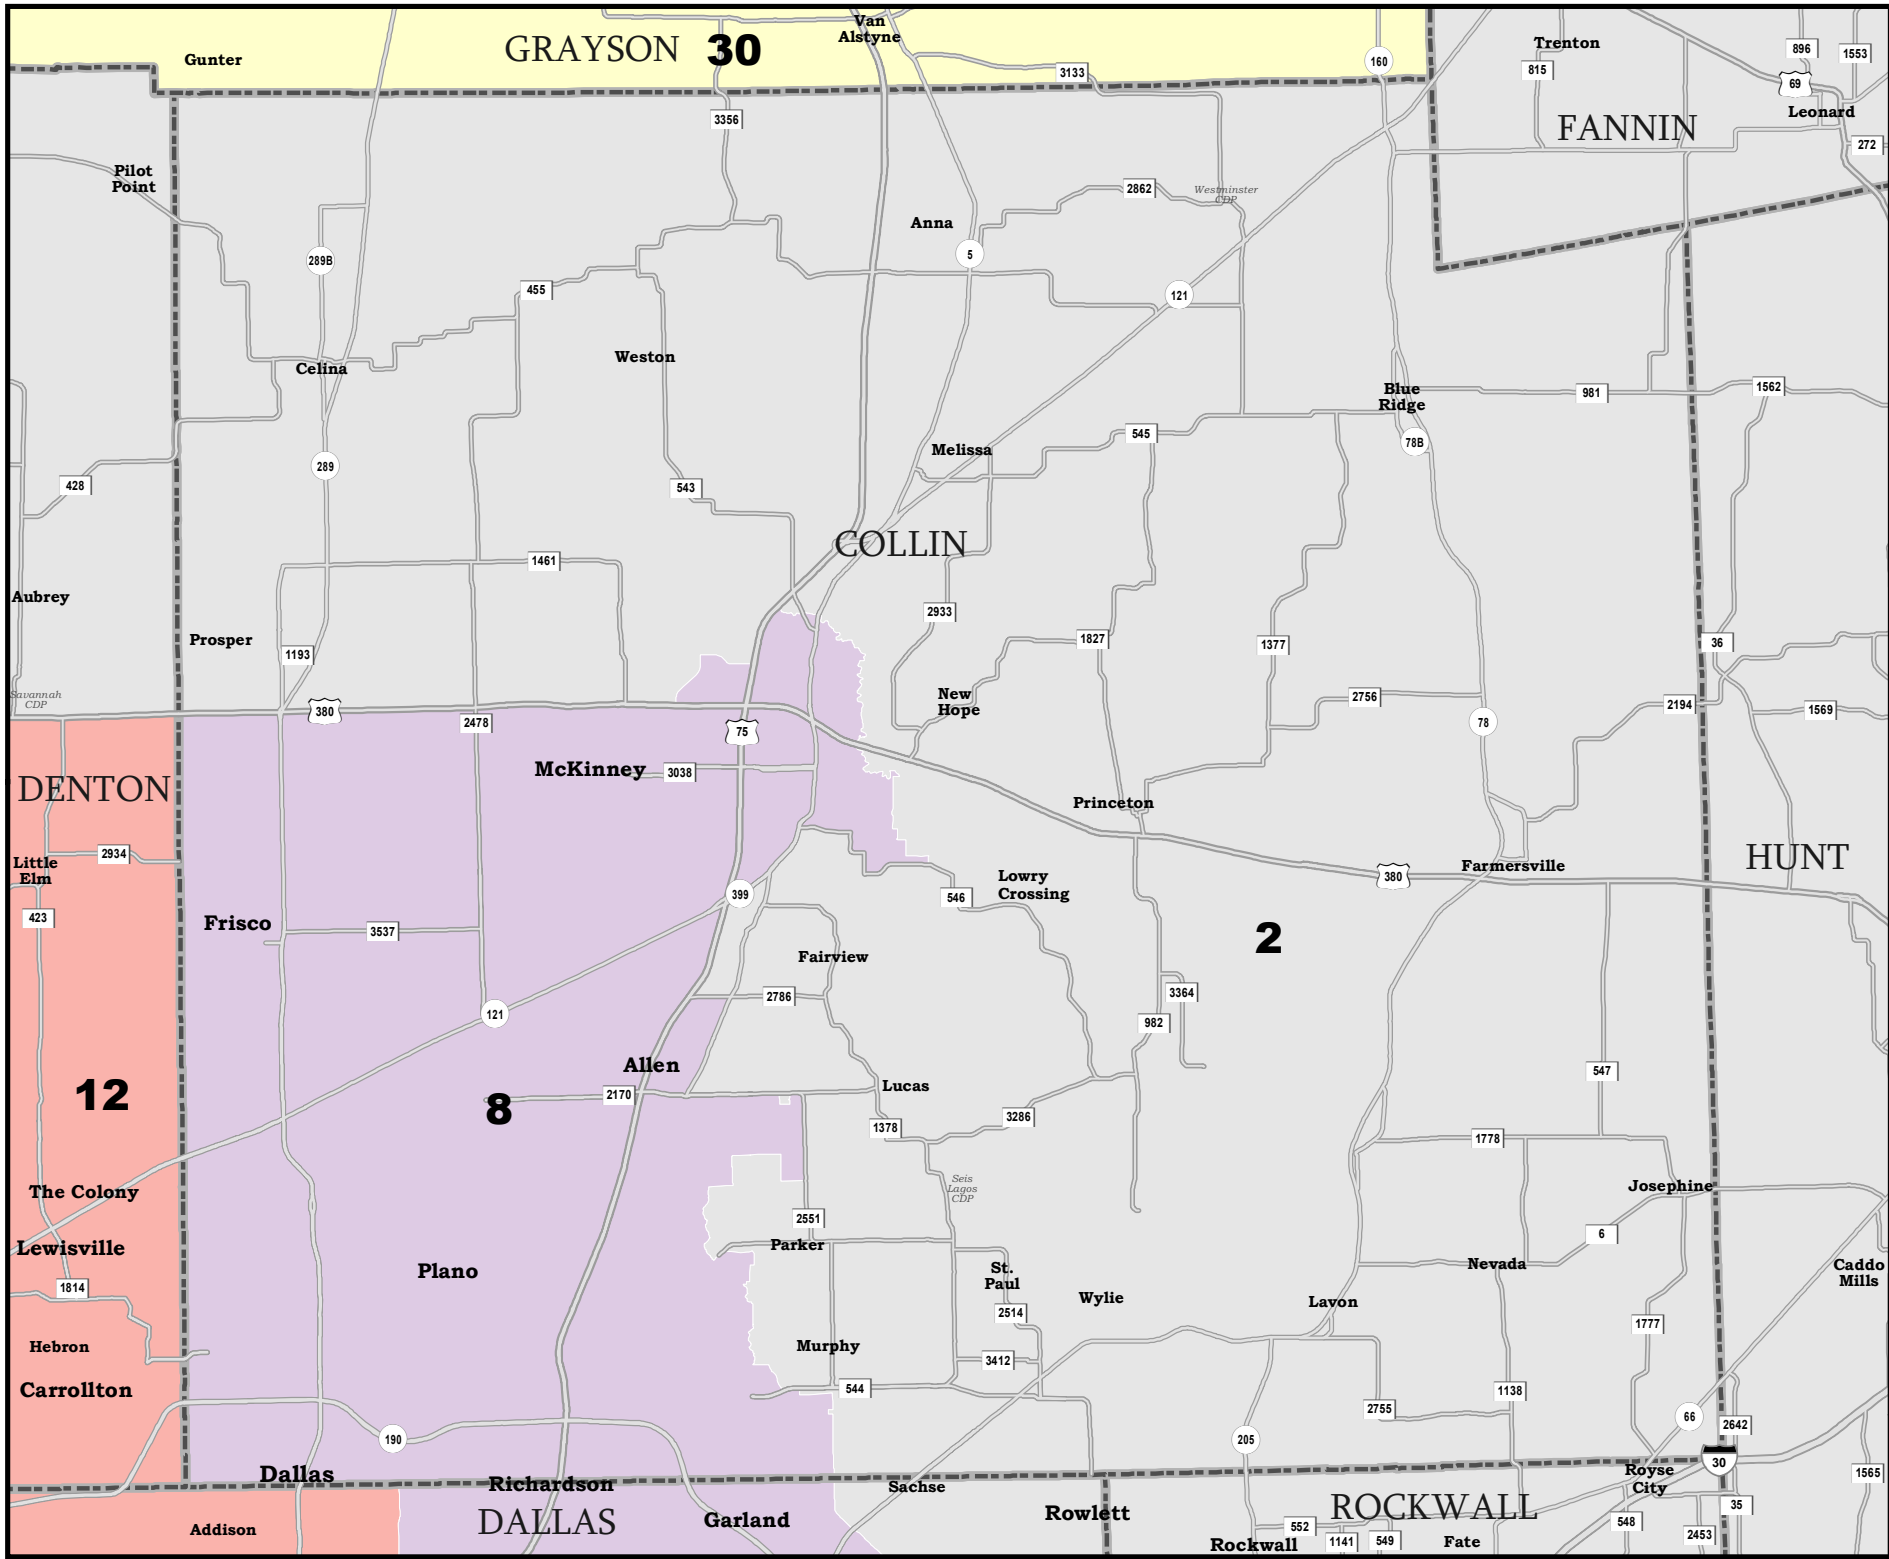 Van
Alstyne
GRAYSON 30
Gunter
3133
160
Trenton
815
896
1553
69
Leonard
FANNIN
272
3356
Pilot
Point
2862
Westminster
CDP
Anna
5
289B
455
121
Celina
Weston
Blue
Ridge
981
1562
78B
545
Melissa
289
428
543
COLLIN
1461
Aubrey
Prosper
1193
2933
1827
1377
36
Savannah
CDP
380
2478
75
New
Hope
2756
78
2194
1569
McKinney
3038
DENTON
Princeton
Little
Elm
2934
423
399
546
Lowry
Crossing
380
Farmersville
HUNT
Frisco
3537
2
Fairview
2786
3364
982
121
Allen
2170
8
12
Lucas
547
1378
3286
1778
Seis
Lagos
CDP
The Colony
Josephine
2551
6
Lewisville
Parker
Plano
St.
Paul
Nevada
Caddo
Mills
1814
Wylie
Lavon
2514
1777
Hebron
Murphy
3412
Carrollton
544
1138
2755
66
2642
190
205
30
Dallas
Richardson
Sachse
Royse
City
1565
DALLAS
Garland
Rowlett
ROCKWALL
35
Addison
552
548
2453
Rockwall
1141
549
Fate